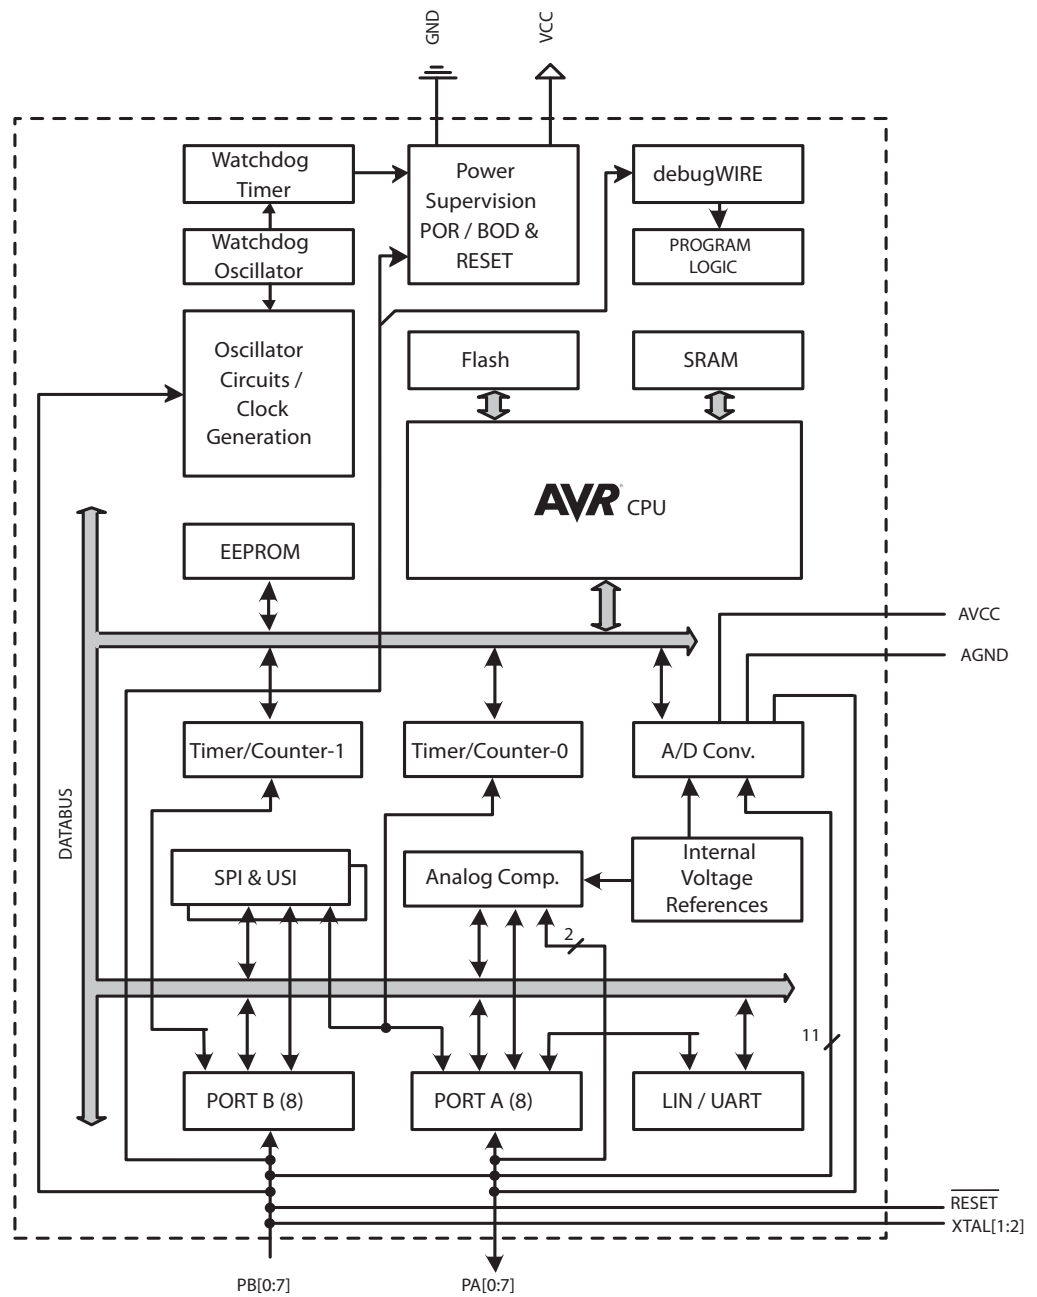 GND
VCC
Watchdog
Timer
Power
Supervision
POR / BOD &
RESET
debugWIRE
Watchdog
Oscillator
PROGRAM
LOGIC
Oscillator
Circuits /
Clock
Generation
Flash
SRAM
AVR® CPU
EEPROM
AVCC
AGND
Timer/Counter-1
Timer/Counter-0
A/D Conv.
DATABUS
SPI & USI
Analog Comp.
Internal
Voltage
References
2
11
PORT B (8)
PORT A (8)
LIN / UART
RESET
XTAL[1:2]
PB[0:7]
PA[0:7]